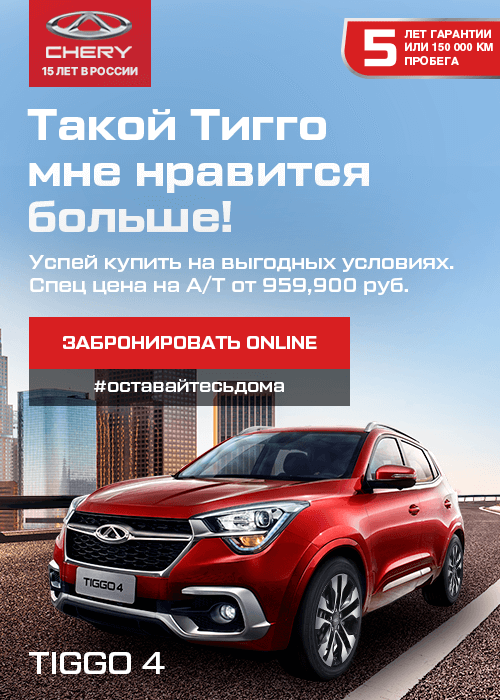 CHERY
15 ЛЕТ В РОССИИ
5 ЛЕТ ГАРАНТИИ
ИЛИ 150 000 КМ
ПРОБЕГА
Такой Тигго
мне нравится
больше!
Успей купить на выгодных условиях.
Спец цена на А/Т от 959,900 руб.
ЗАБРОНИРОВАТЬ ONLINE
#оставайтесьдома
TIGGO 4
TIGGO 4